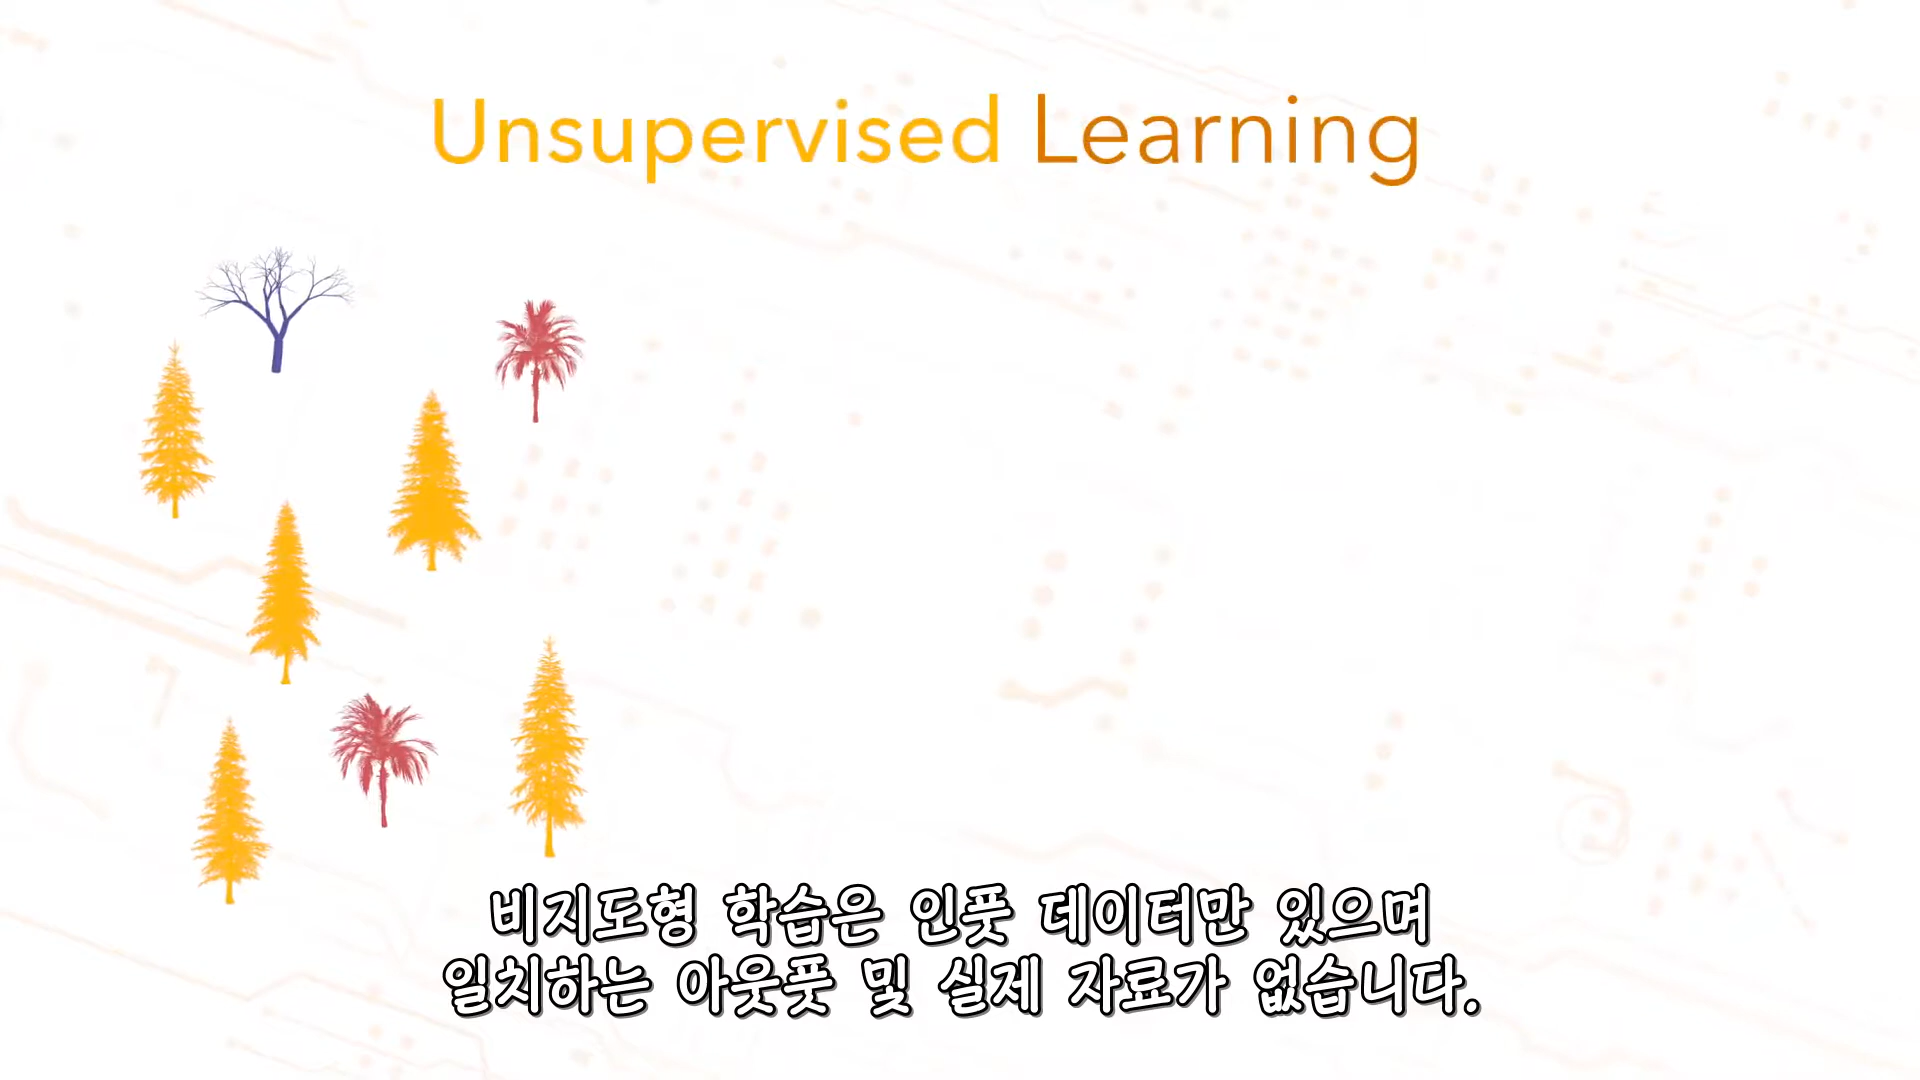 Unsupervised Learning
비지도형 학습은 인풋 데이터만 있으며
일치하는 아웃풋 및 실제 자료가 없습니다.